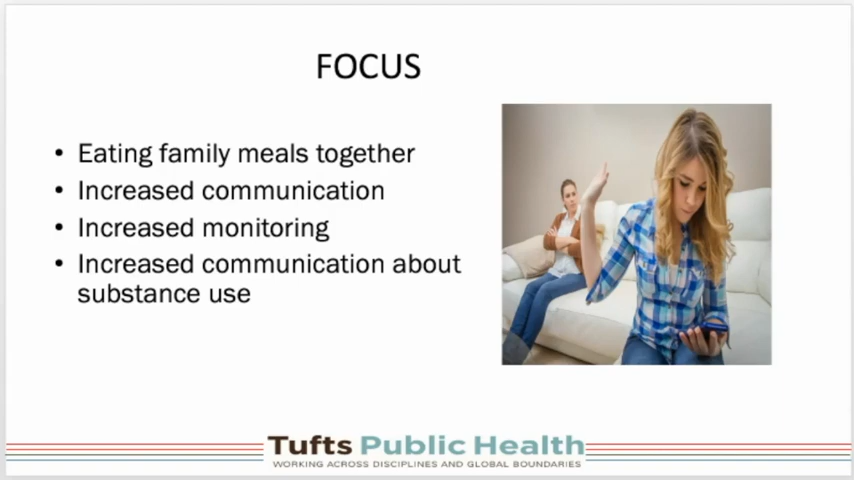 FOCUS
• Eating family meals together
• Increased communication
• Increased monitoring
• Increased communication about
substance use
Tufts Public Health
WORKING ACROSS DISCIPLINES AND GLOBAL BOUNDARIES